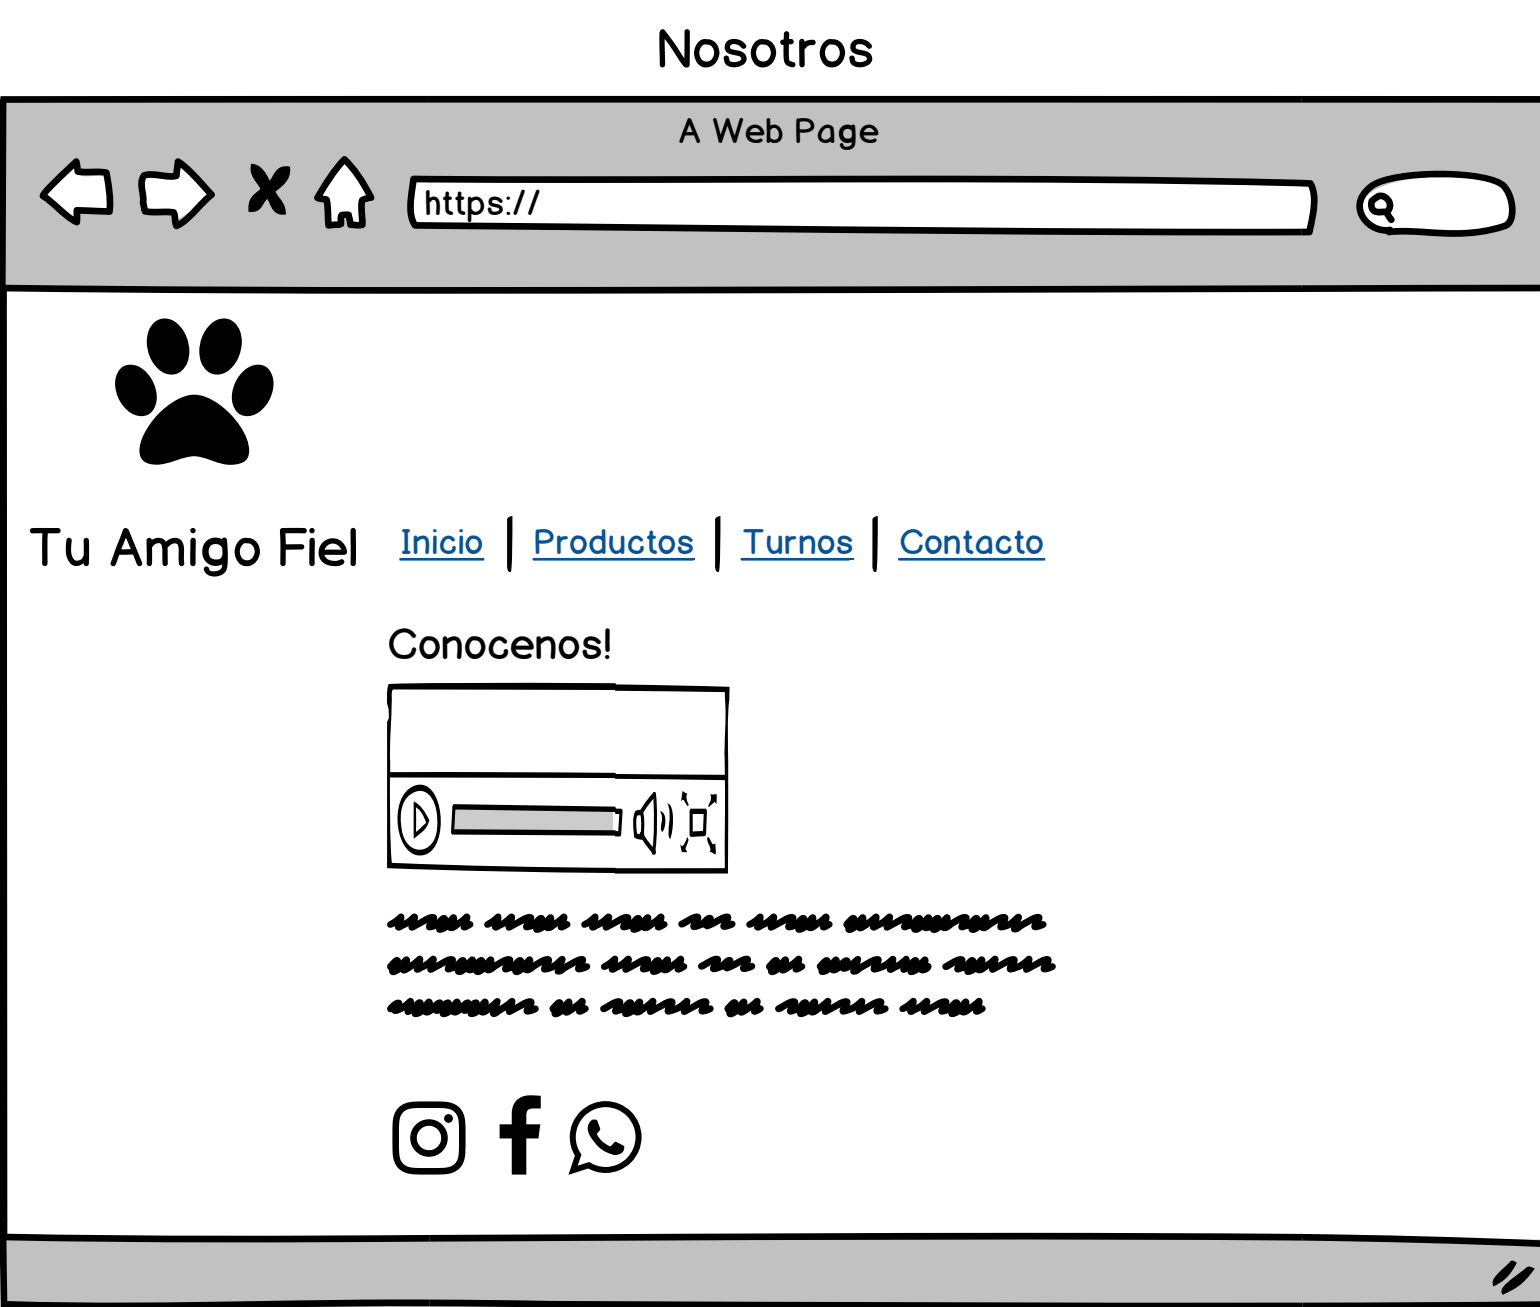 Nosotros
A Web Page
https://
Tu Amigo Fiel
Inicio | Productos | Turnos | Contacto
Conocenos!